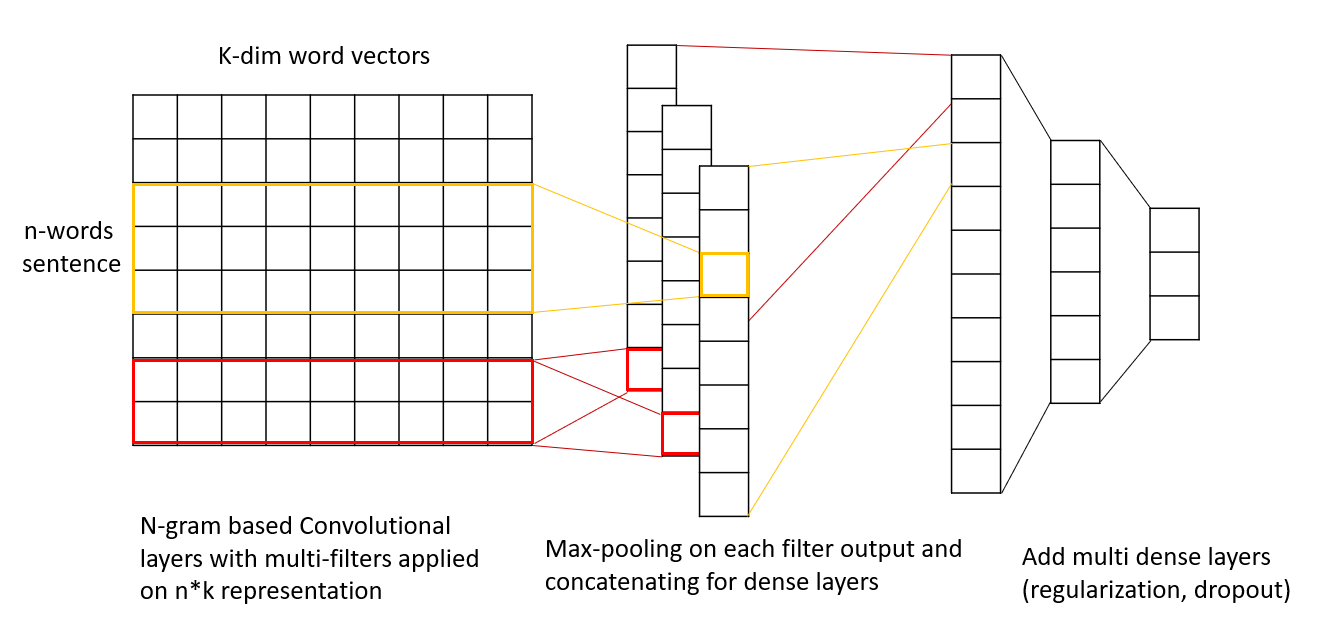 K-dim word vectors
n-words
sentence
N-gram based Convolutional
layers with multi-filters applied
on n*k representation
Max-pooling on each filter output and
concatenating for dense layers
Add multi dense layers
(regularization, dropout)